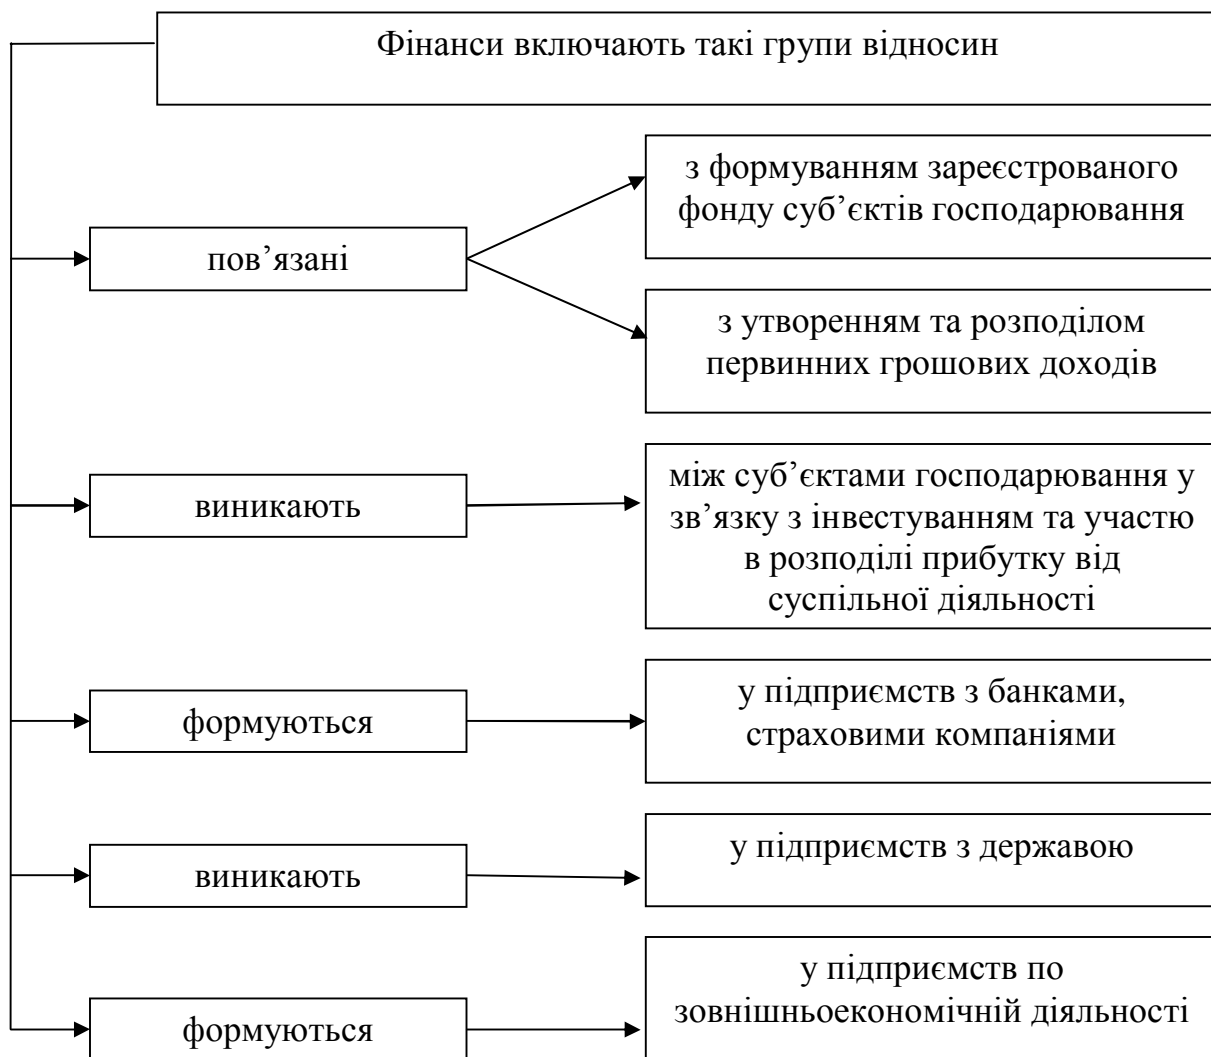 Фінанси включають такі групи відносин
пов’язані
з формуванням зареєстрованого
фонду суб’єктів господарювання
з утворенням та розподілом
первинних грошових доходів
виникають
між суб’єктами господарювання у
зв’язку з інвестуванням та участю
в розподілі прибутку від
суспільної діяльності
формуються
у підприємств з банками,
страховими компаніями
виникають
у підприємств з державою
формуються
у підприємств по
зовнішньоекономічній діяльності